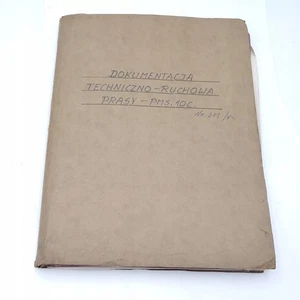 DOKUMENTACJA
TECHNICZNO-RUCHOWA
PRASY - PMS. 10C.